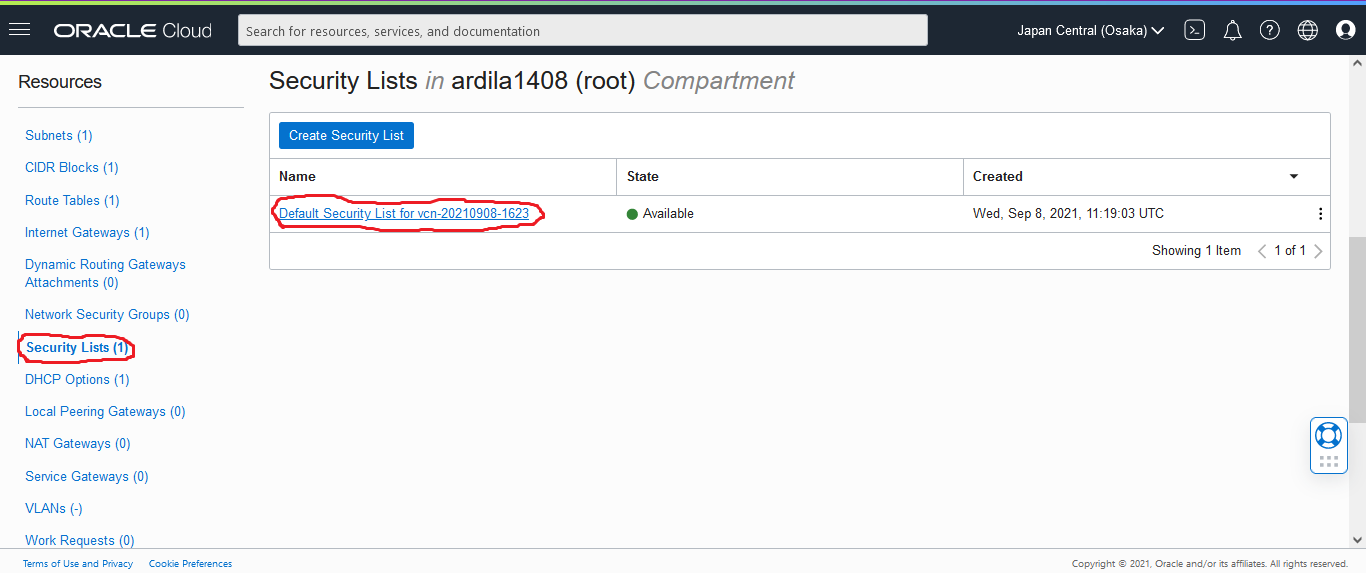 ORACLE Cloud
Search for resources, services, and documentation
Japan Central (Osaka)
Resources
Subnets (1)
CIDR Blocks (1)
Route Tables (1)
Internet Gateways (1)
Dynamic Routing Gateways
Attachments (0)
Network Security Groups (0)
Security Lists (1)
DHCP Options (1)
Local Peering Gateways (0)
NAT Gateways (0)
Service Gateways (0)
VLANs (-)
Work Requests (0)
Security Lists in ardila1408 (root) Compartment
Create Security List
Name State Created
Default Security List for vcn-20210908-1623 Available Wed, Sep 8, 2021, 11:19:03 UTC
Showing 1 Item 1 of 1
Terms of Use and Privacy Cookie Preferences
Copyright © 2021, Oracle and/or its affiliates. All rights reserved.